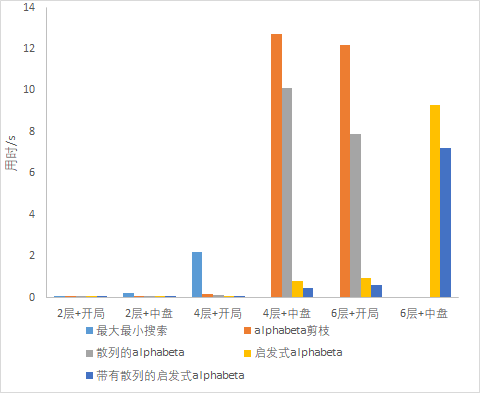 14
12
10
8
6
4
2
0
用时/s
2层+开局 2层+中盘 4层+开局 4层+中盘 6层+开局 6层+中盘
最大最小搜索 alphabeta剪枝
散列的alphabeta 启发式alphabeta
带有散列的启发式alphabeta